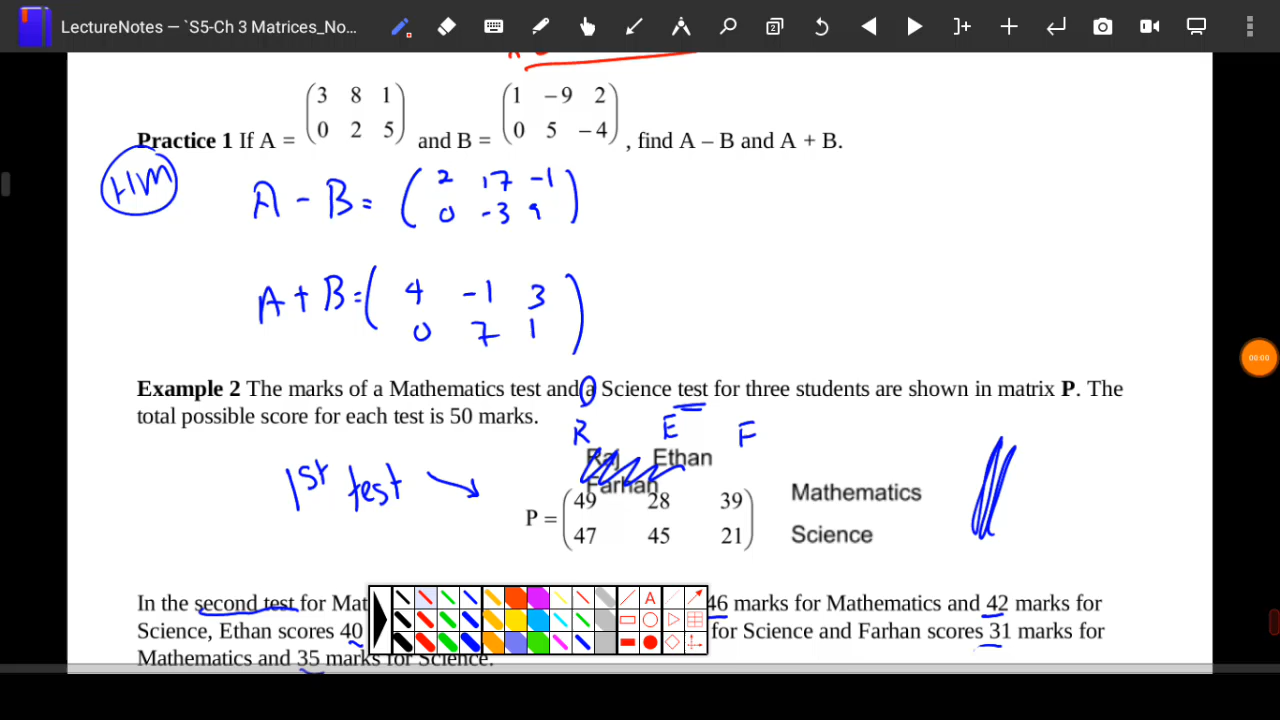 LectureNotes — `S5-Ch 3 Matrices_No...
Practice 1 If A = (3 8 1 / 0 2 5) and B = (1 –9 2 / 0 5 –4), find A – B and A + B.
HM
A - B = (2 17 -1
0 -3 9)
A + B = (4 -1 3
0 7 1)
Example 2 The marks of a Mathematics test and a Science test for three students are shown in matrix P. The
total possible score for each test is 50 marks.
R E F
Raj Ethan
Farhan
1st test
P = (49 28 39) Mathematics
(47 45 21) Science
In the second test for Mat 46 marks for Mathematics and 42 marks for
Science, Ethan scores 40 for Science and Farhan scores 31 marks for
Mathematics and 35 marks for Science.
00:00